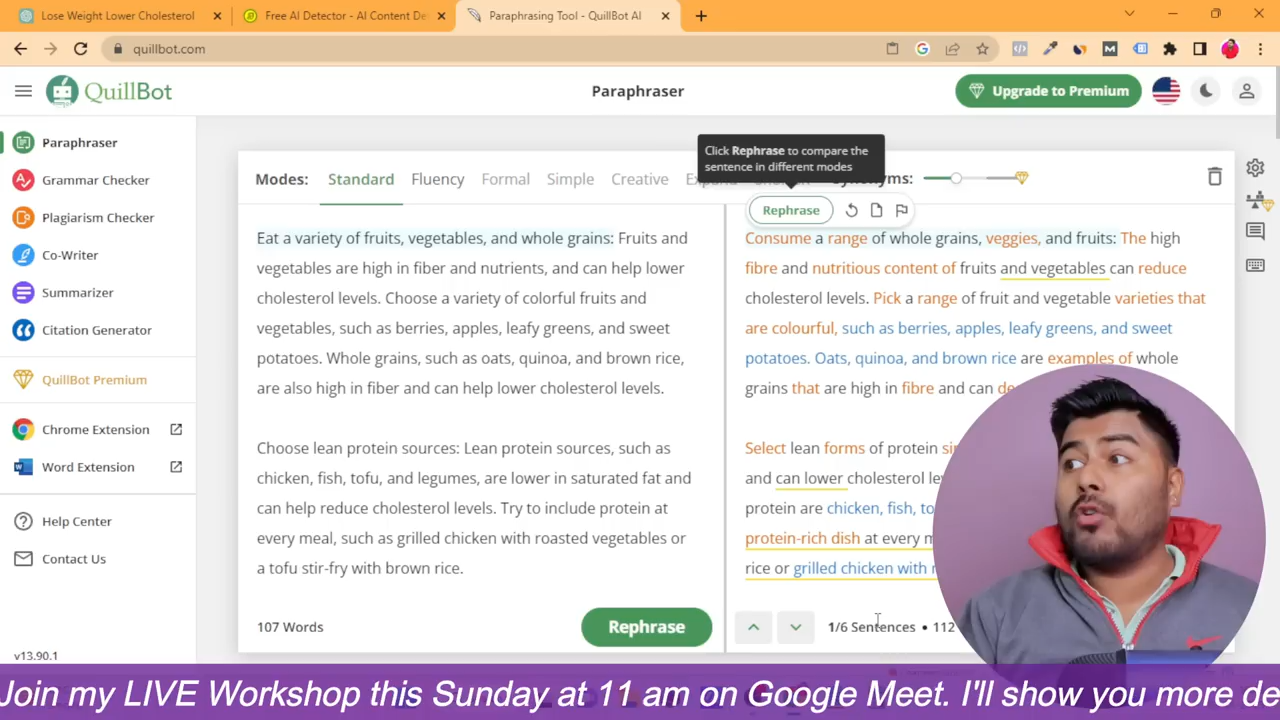 Lose Weight Lower Cholesterol
Free AI Detector - AI Content De
Paraphrasing Tool - QuillBot AI
quillbot.com
QuillBot
Paraphraser
Upgrade to Premium
Paraphraser
Grammar Checker
Plagiarism Checker
Co-Writer
Summarizer
Citation Generator
QuillBot Premium
Chrome Extension
Word Extension
Help Center
Contact Us
v13.90.1
Click Rephrase to compare the
sentence in different modes
Modes: Standard Fluency Formal Simple Creative
Rephrase
Eat a variety of fruits, vegetables, and whole grains: Fruits and
vegetables are high in fiber and nutrients, and can help lower
cholesterol levels. Choose a variety of colorful fruits and
vegetables, such as berries, apples, leafy greens, and sweet
potatoes. Whole grains, such as oats, quinoa, and brown rice,
are also high in fiber and can help lower cholesterol levels.
Choose lean protein sources: Lean protein sources, such as
chicken, fish, tofu, and legumes, are lower in saturated fat and
can help reduce cholesterol levels. Try to include protein at
every meal, such as grilled chicken with roasted vegetables or
a tofu stir-fry with brown rice.
107 Words
Rephrase
Consume a range of whole grains, veggies, and fruits: The high
fibre and nutritious content of fruits and vegetables can reduce
cholesterol levels. Pick a range of fruit and vegetable varieties that
are colourful, such as berries, apples, leafy greens, and sweet
potatoes. Oats, quinoa, and brown rice are examples of whole
grains that are high in fibre and can
Select lean forms of protein
and can lower cholesterol
protein are chicken, fish,
protein-rich dish at every
rice or grilled chicken with
1/6 Sentences • 112
Join my LIVE Workshop this Sunday at 11 am on Google Meet. I'll show you more